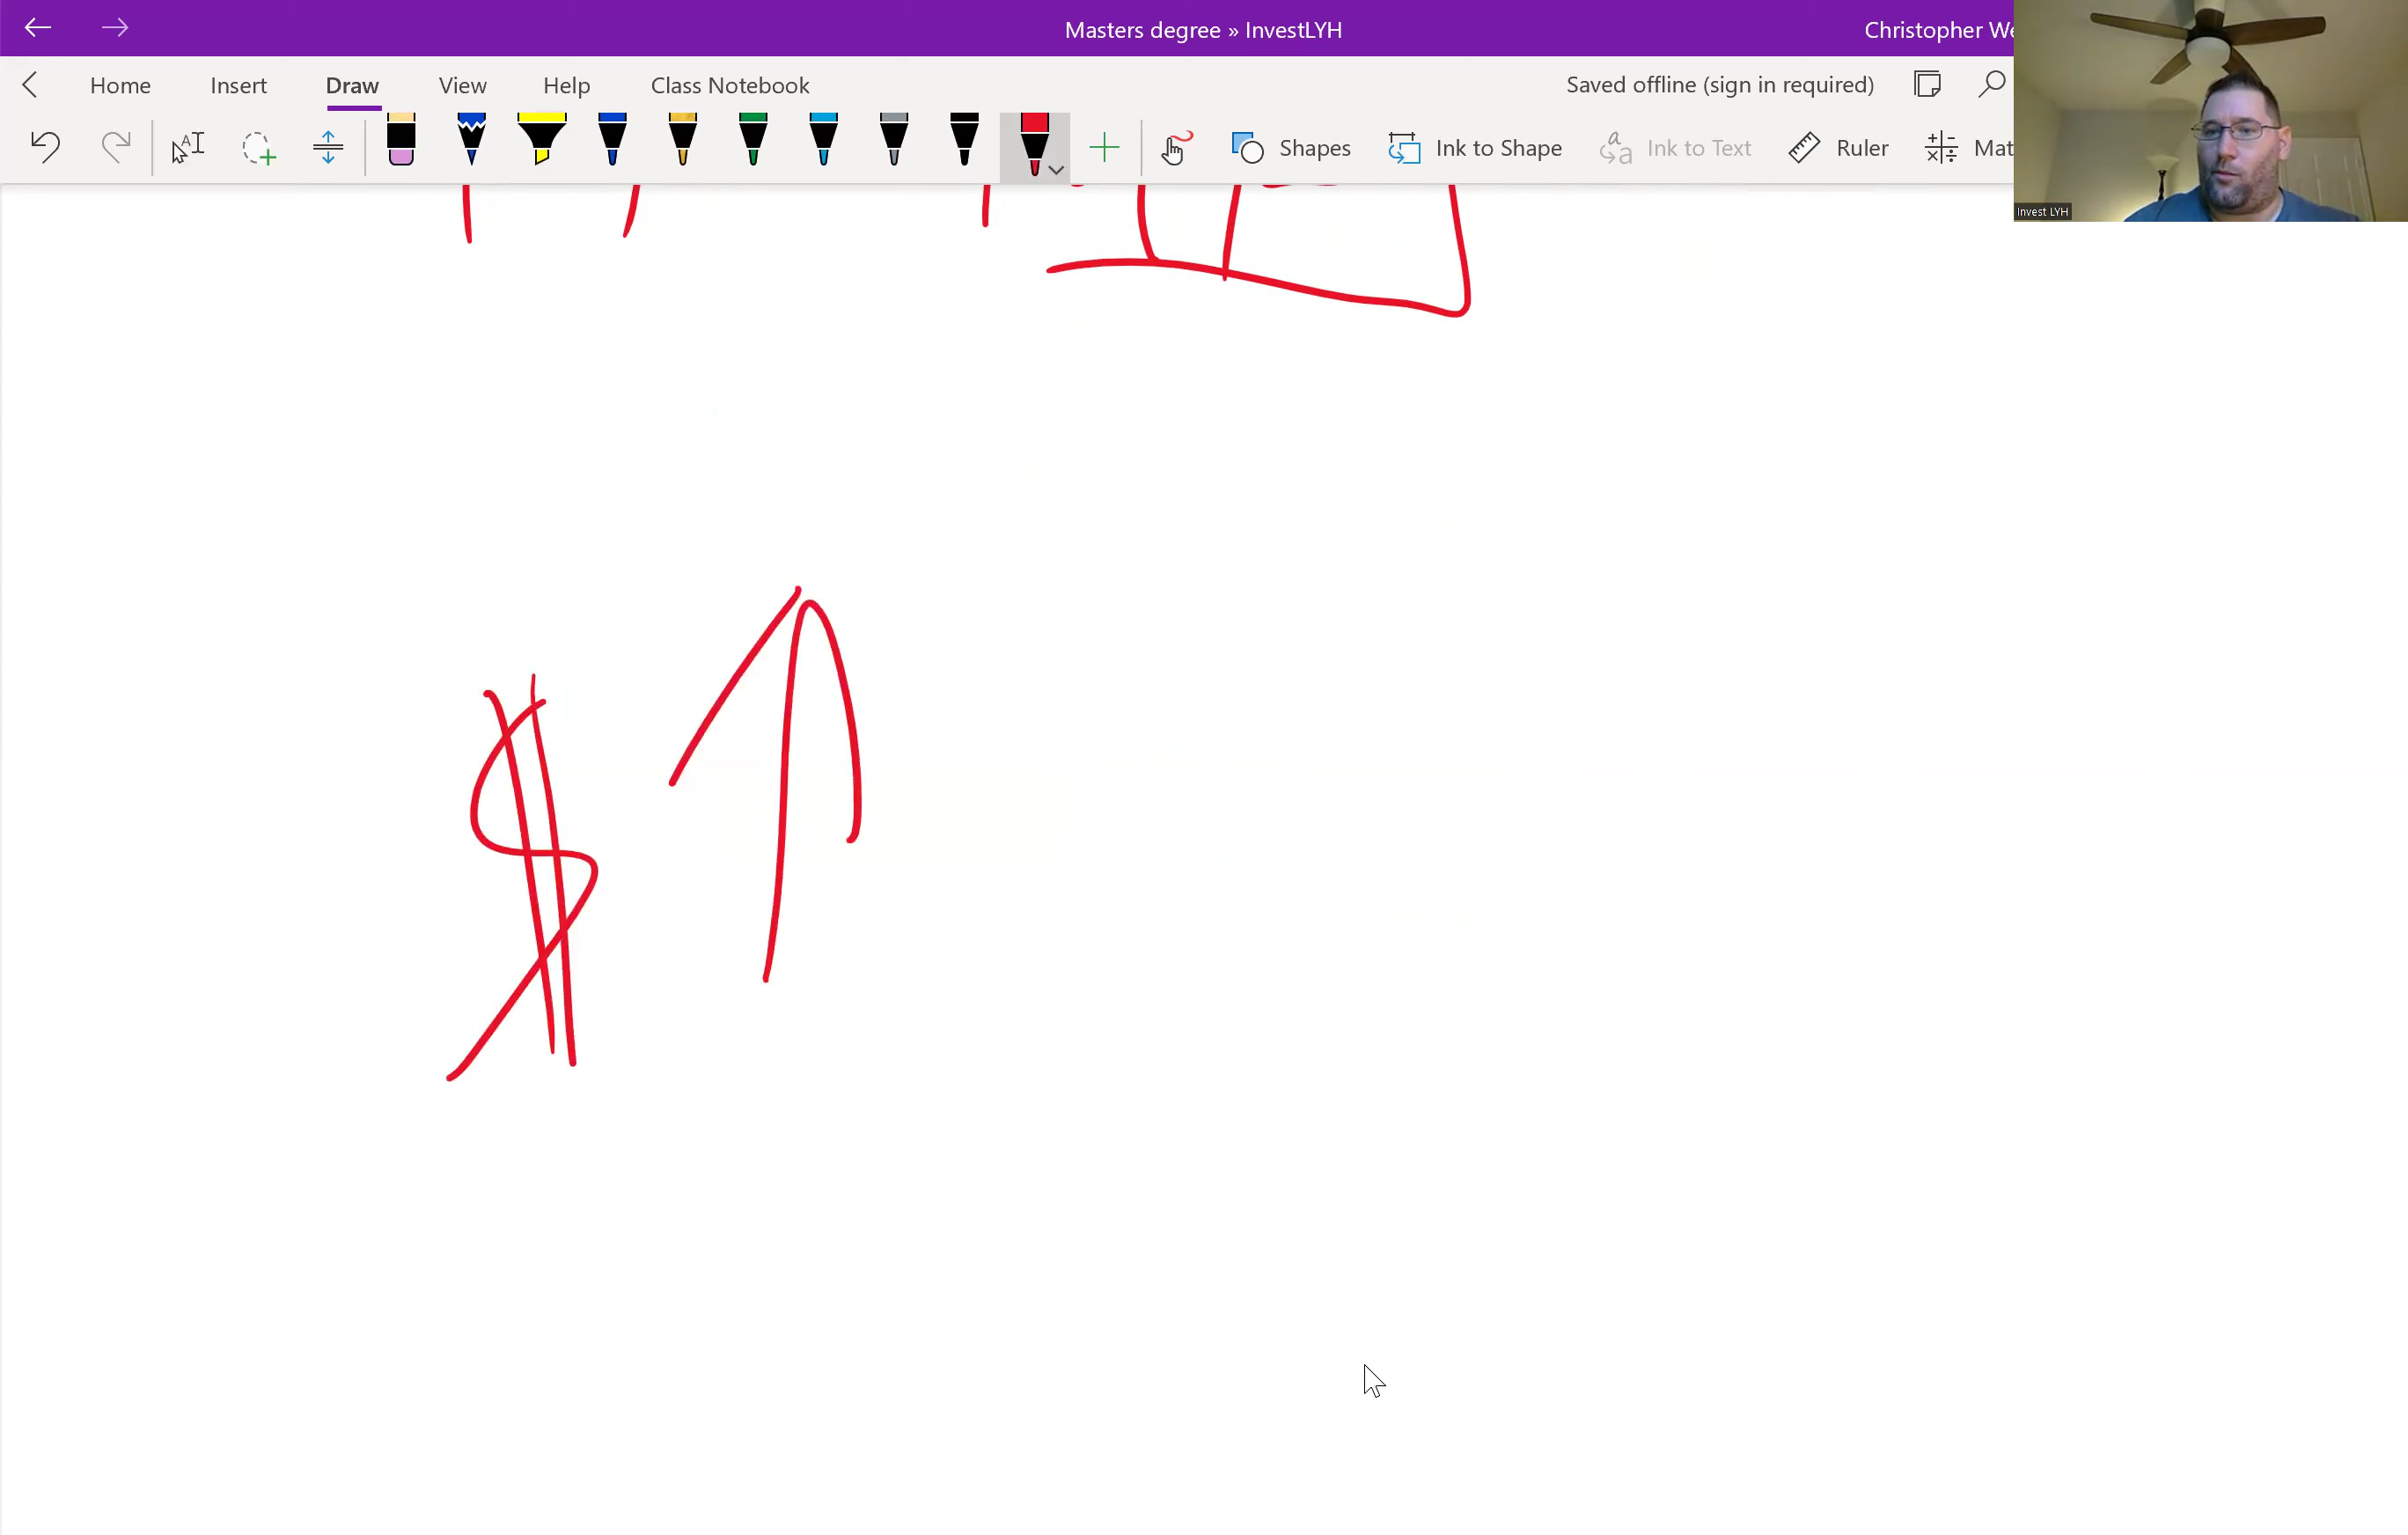 Masters degree » InvestLYH
Christopher We
Home Insert Draw View Help Class Notebook
Saved offline (sign in required)
AI
Shapes Ink to Shape Ink to Text Ruler Mat
Invest LYH
$ ↑